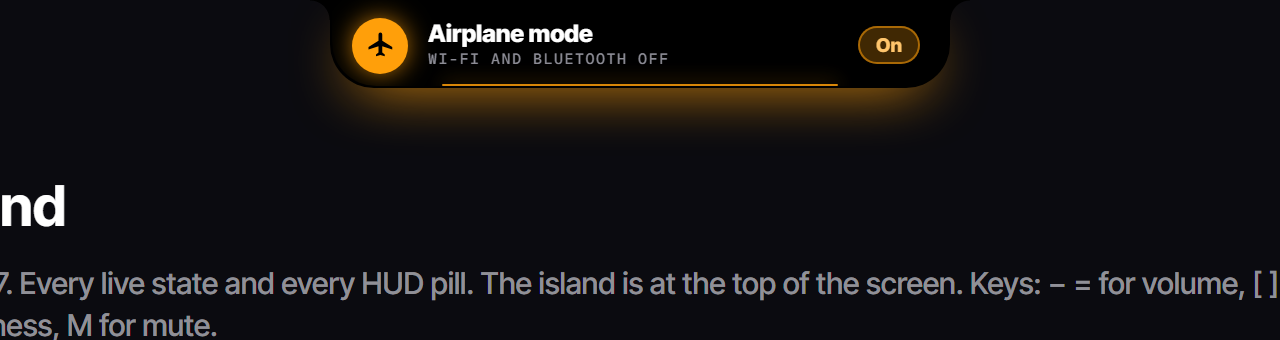 Airplane mode
WI-FI AND BLUETOOTH OFF
On
nd
7. Every live state and every HUD pill. The island is at the top of the screen. Keys: − = for volume, [ ]
ness, M for mute.